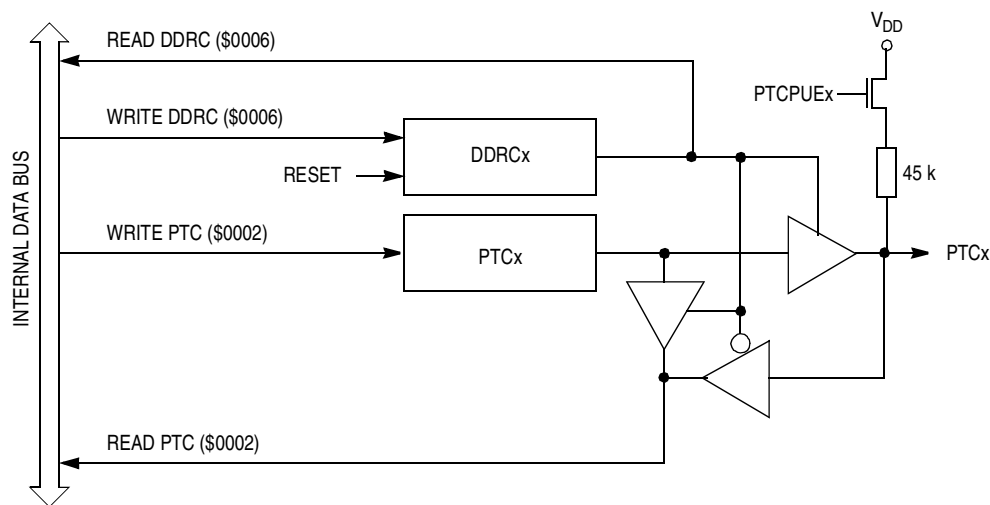 READ DDRC ($0006)
VDD
PTCPUEx
WRITE DDRC ($0006)
DDRCx
RESET
45 k
WRITE PTC ($0002)
PTCx
PTCx
INTERNAL DATA BUS
READ PTC ($0002)